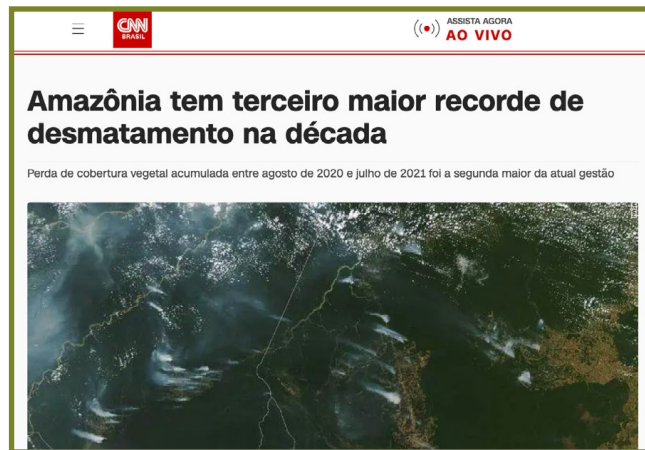 CNN
BRASIL
ASSISTA AGORA
AO VIVO
Amazônia tem terceiro maior recorde de
desmatamento na década
Perda de cobertura vegetal acumulada entre agosto de 2020 e julho de 2021 foi a segunda maior da atual gestão